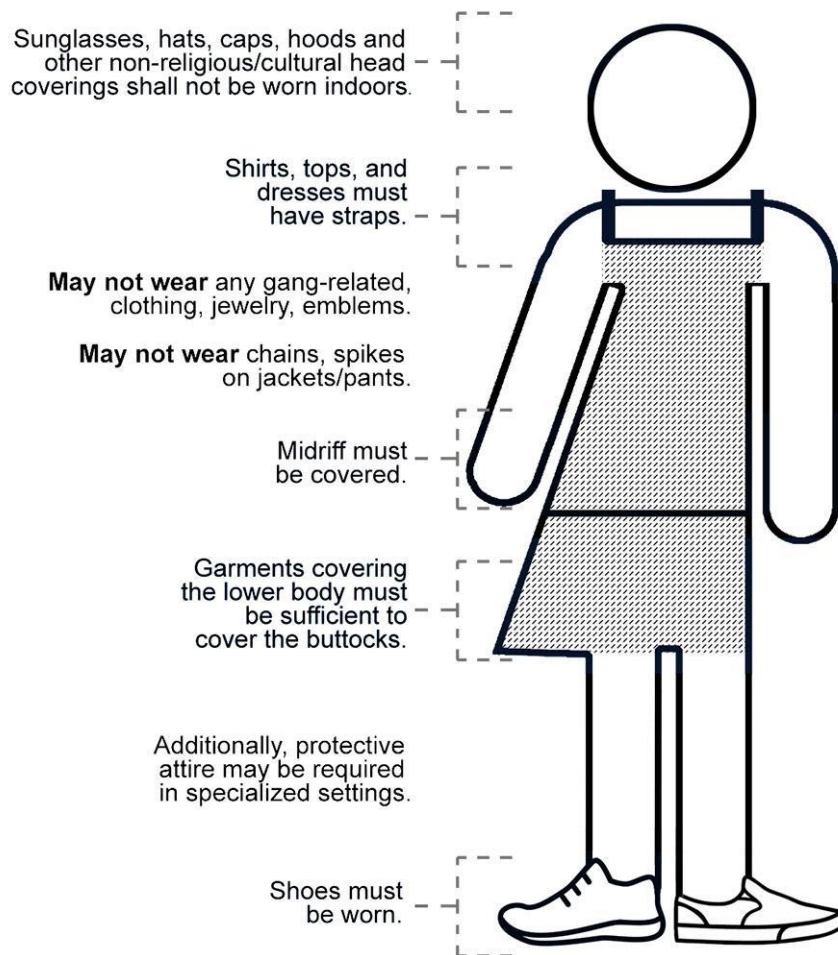 Sunglasses, hats, caps, hoods and
other non-religious/cultural head
coverings shall not be worn indoors.
Shirts, tops, and
dresses must
have straps.
May not wear any gang-related,
clothing, jewelry, emblems.
May not wear chains, spikes
on jackets/pants.
Midriff must
be covered.
Garments covering
the lower body must
be sufficient to
cover the buttocks.
Additionally, protective
attire may be required
in specialized settings.
Shoes must
be worn.